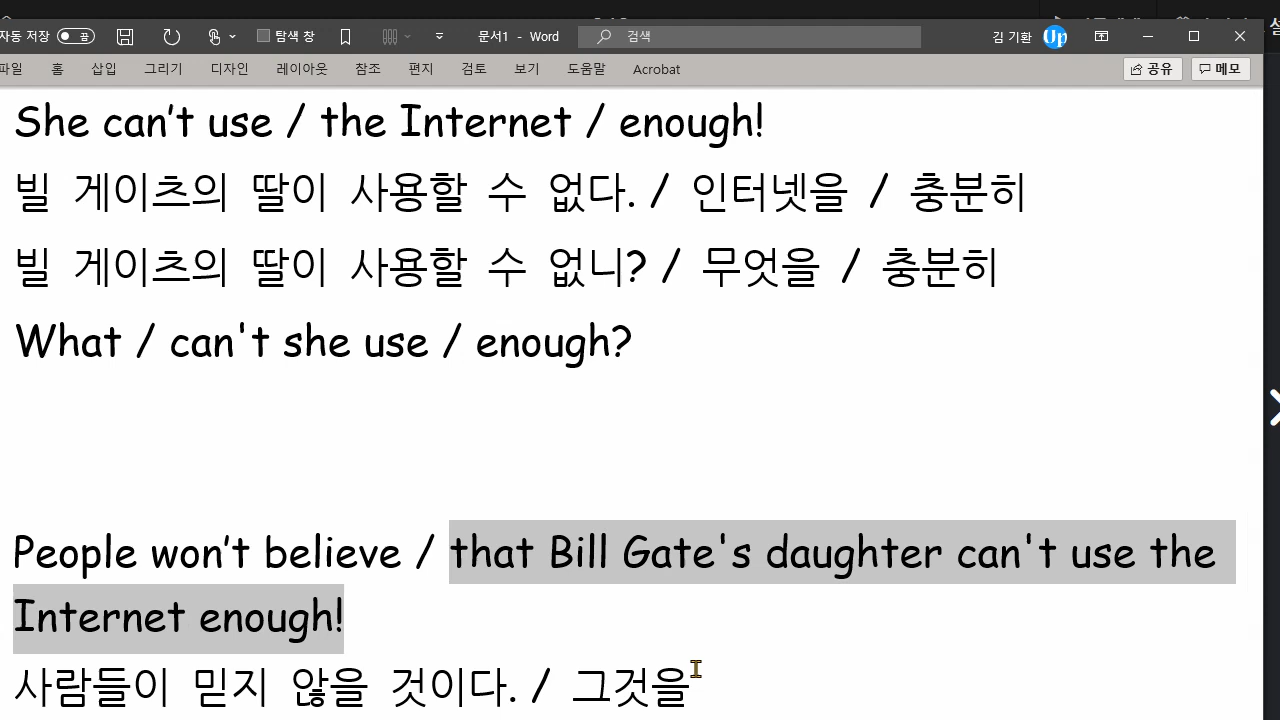 자동 저장 끔 탐색 창 문서1 - Word 검색 김 기환 Up
파일 홈 삽입 그리기 디자인 레이아웃 참조 편지 검토 보기 도움말 Acrobat 공유 메모
She can’t use / the Internet / enough!
빌 게이츠의 딸이 사용할 수 없다. / 인터넷을 / 충분히
빌 게이츠의 딸이 사용할 수 없니? / 무엇을 / 충분히
What / can't she use / enough?
People won’t believe / that Bill Gate's daughter can't use the
Internet enough!
사람들이 믿지 않을 것이다. / 그것을